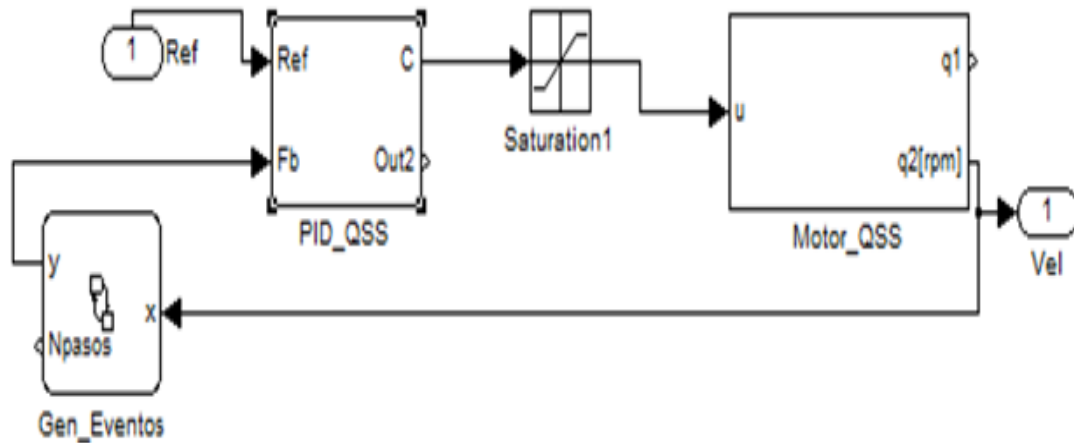 1
Ref
Ref
C
Fb
Out2
PID_QSS
Saturation1
u
q1
q2[rpm]
Motor_QSS
1
Vel
y
x
Npasos
Gen_Eventos